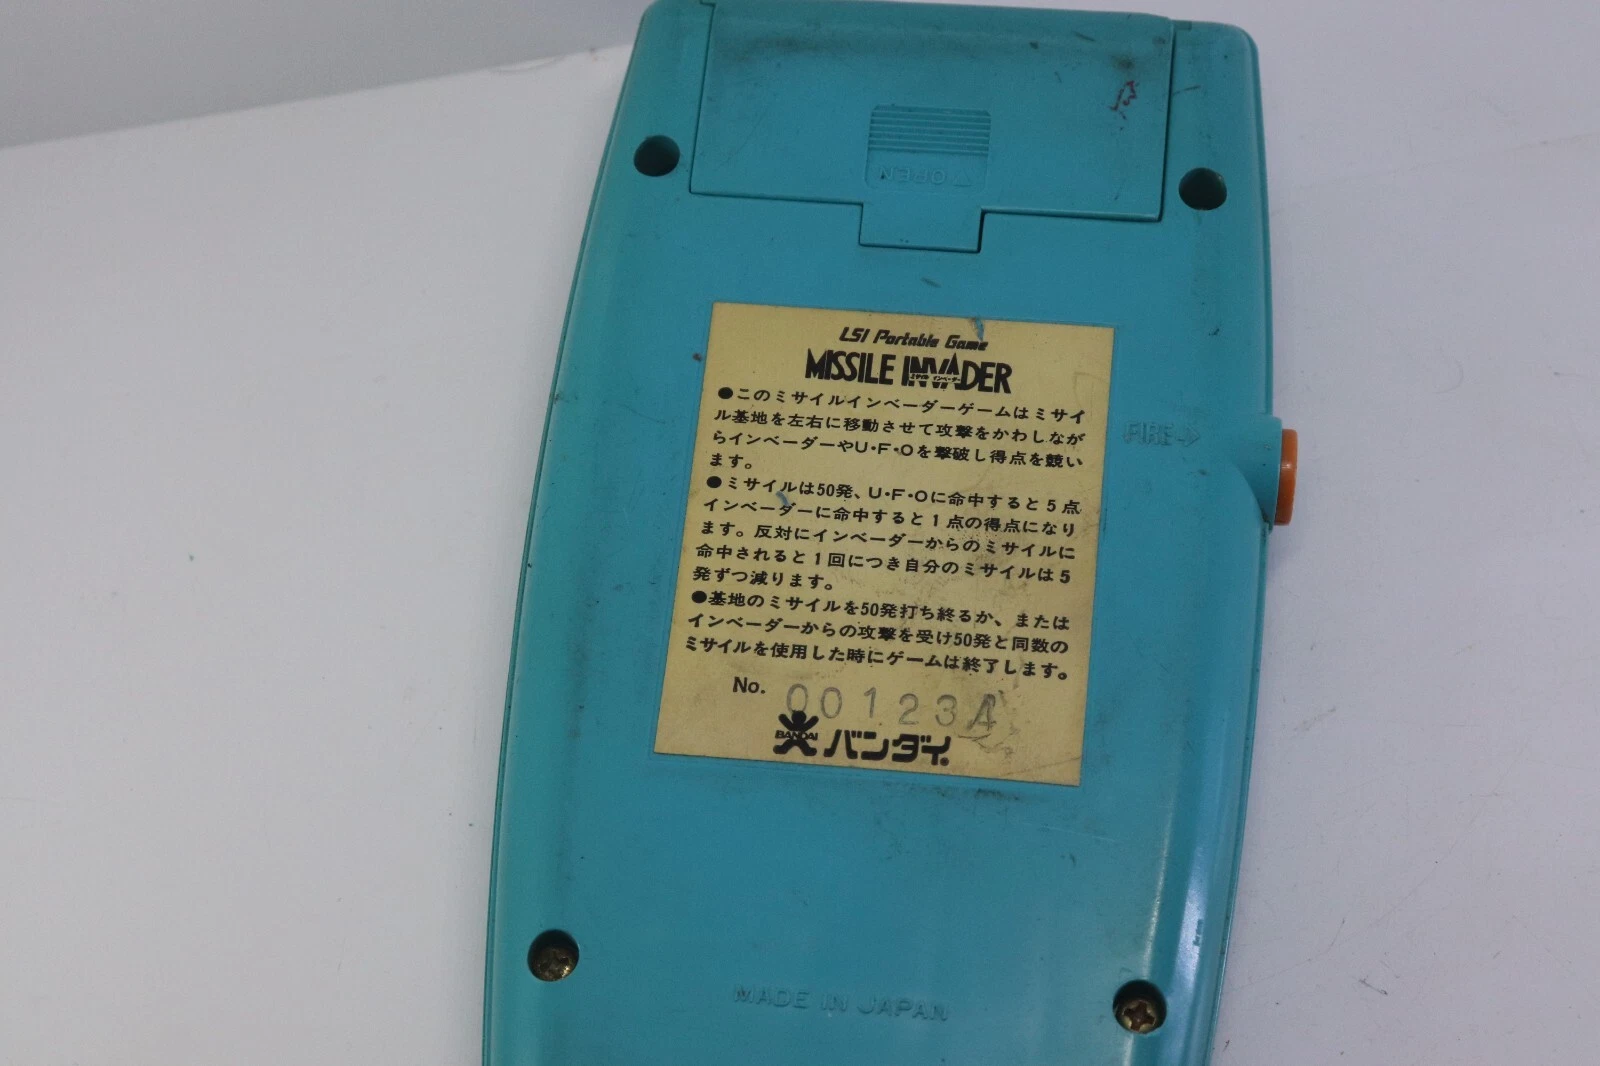 ▽OPEN
LSI Portable Game
MISSILE INVADER
ミサイル インベーダー
●このミサイルインベーダーゲームはミサイ
ル基地を左右に移動させて攻撃をかわしなが
らインベーダーやU・F・Oを撃破し得点を競い
ます。
●ミサイルは50発、U・F・Oに命中すると5点
インベーダーに命中すると1点の得点になり
ます。反対にインベーダーからのミサイルに
命中されると1回につき自分のミサイルは5
発ずつ減ります。
●基地のミサイルを50発打ち終るか、または
インベーダーからの攻撃を受け50発と同数の
ミサイルを使用した時にゲームは終了します。
No. 001234
BANDAI バンダイ
FIRE→
MADE IN JAPAN